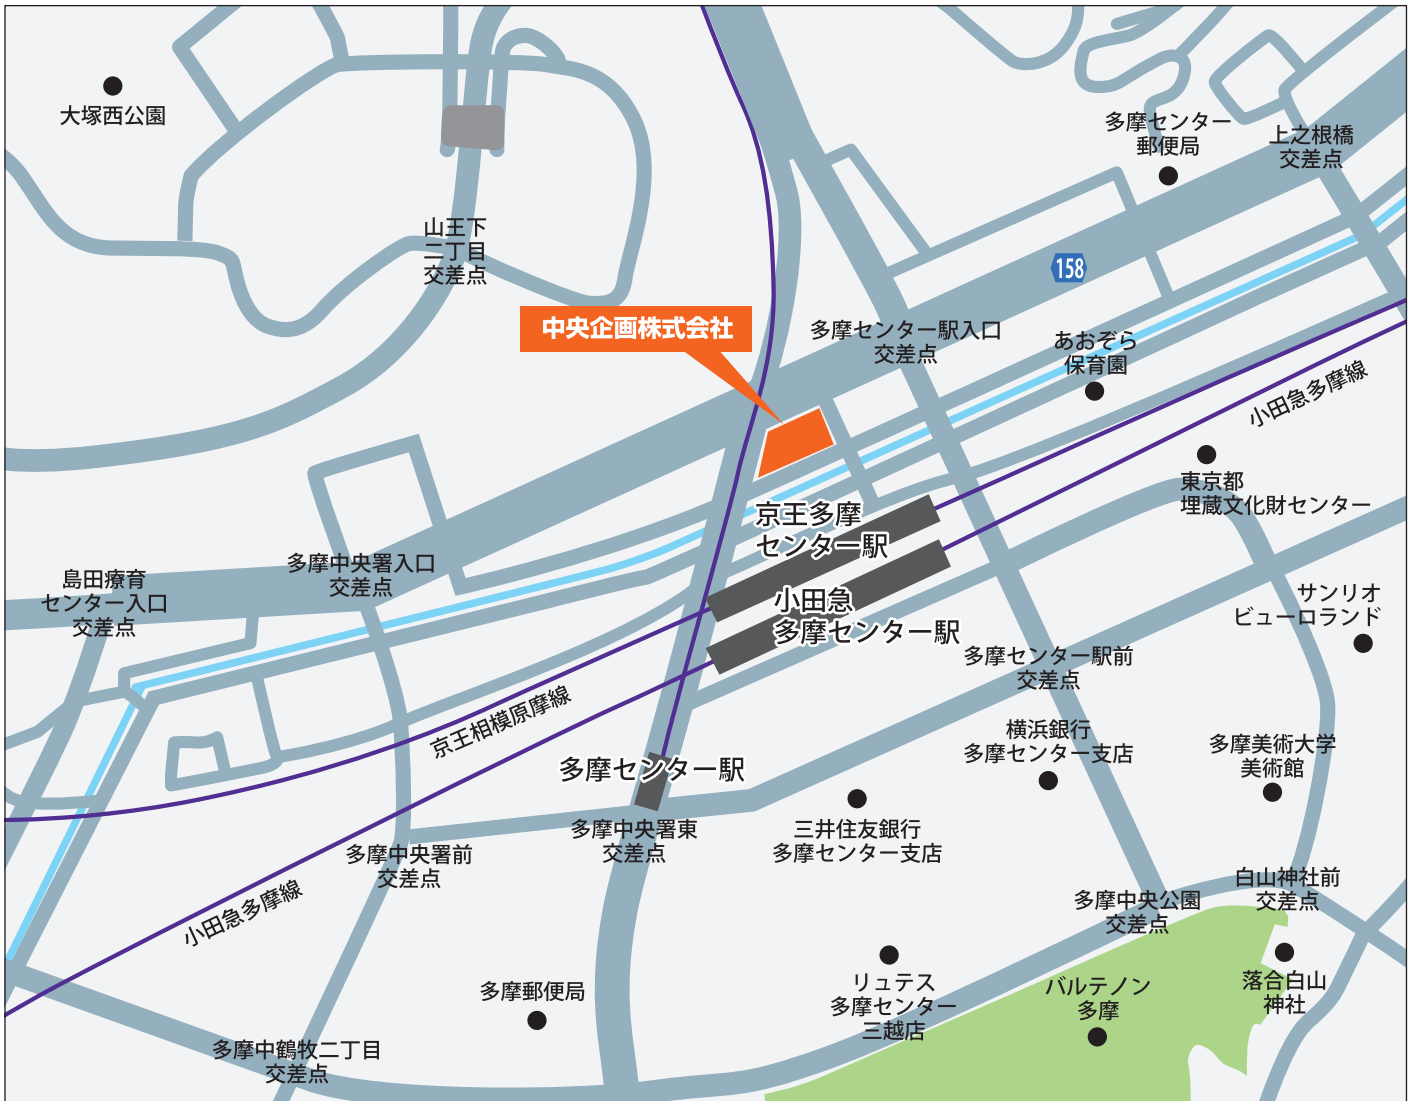 大塚西公園
多摩センター
郵便局
上之根橋
交差点
山王下
二丁目
交差点
158
中央企画株式会社
多摩センター駅入口
交差点
あおぞら
保育園
小田急多摩線
東京都
埋蔵文化財センター
京王多摩
センター駅
多摩中央署入口
交差点
島田療育
センター入口
交差点
小田急
多摩センター駅
サンリオ
ピューロランド
多摩センター駅前
交差点
京王相模原摩線
横浜銀行
多摩センター支店
多摩美術大学
美術館
多摩センター駅
多摩中央署東
交差点
三井住友銀行
多摩センター支店
多摩中央署前
交差点
白山神社前
交差点
多摩中央公園
交差点
小田急多摩線
多摩郵便局
リュテス
多摩センター
三越店
パルテノン
多摩
落合白山
神社
多摩中鶴牧二丁目
交差点